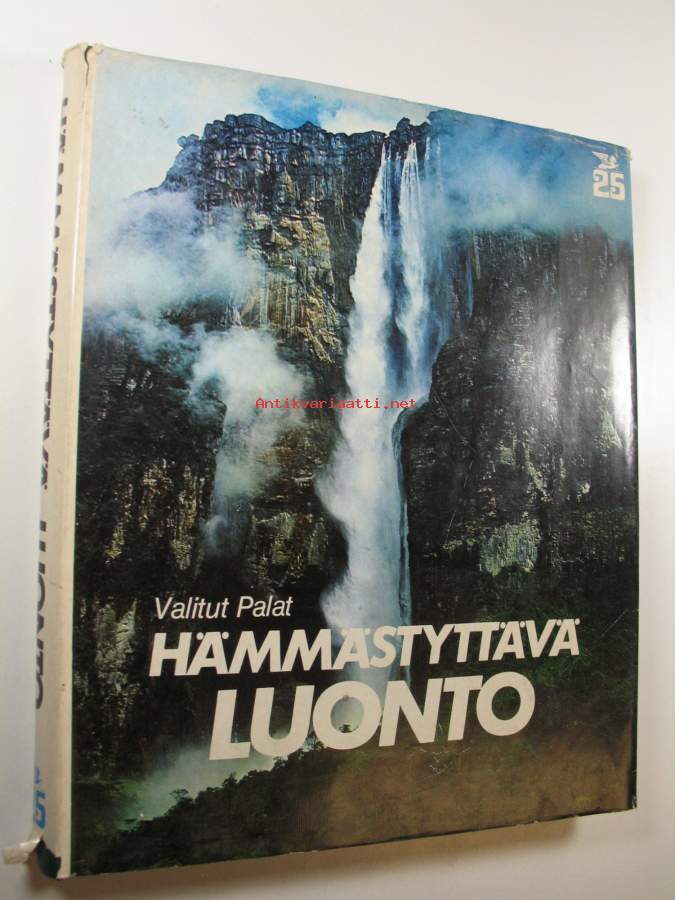 25
Antikvariaatti.net
Valitut Palat
HÄMMÄSTYTTÄVÄ
LUONTO
HÄMMÄSTYTTÄVÄ LUONTO
25